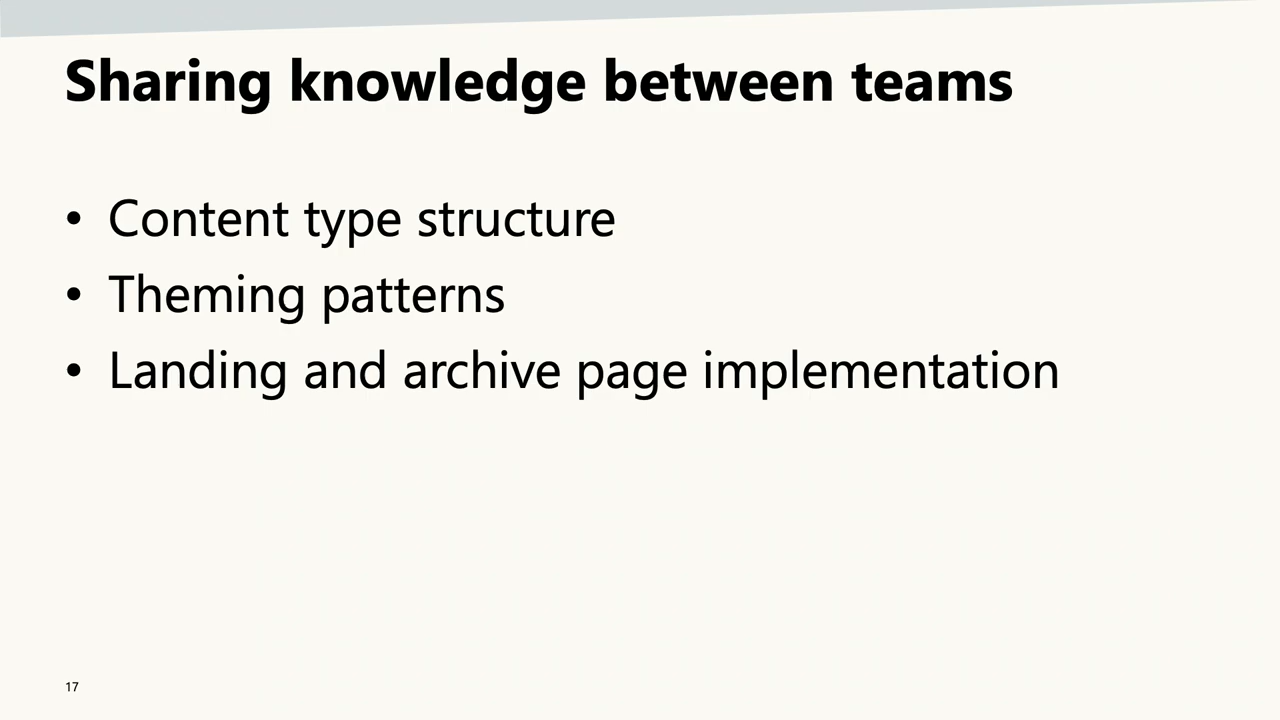 Sharing knowledge between teams
• Content type structure
• Theming patterns
• Landing and archive page implementation
17